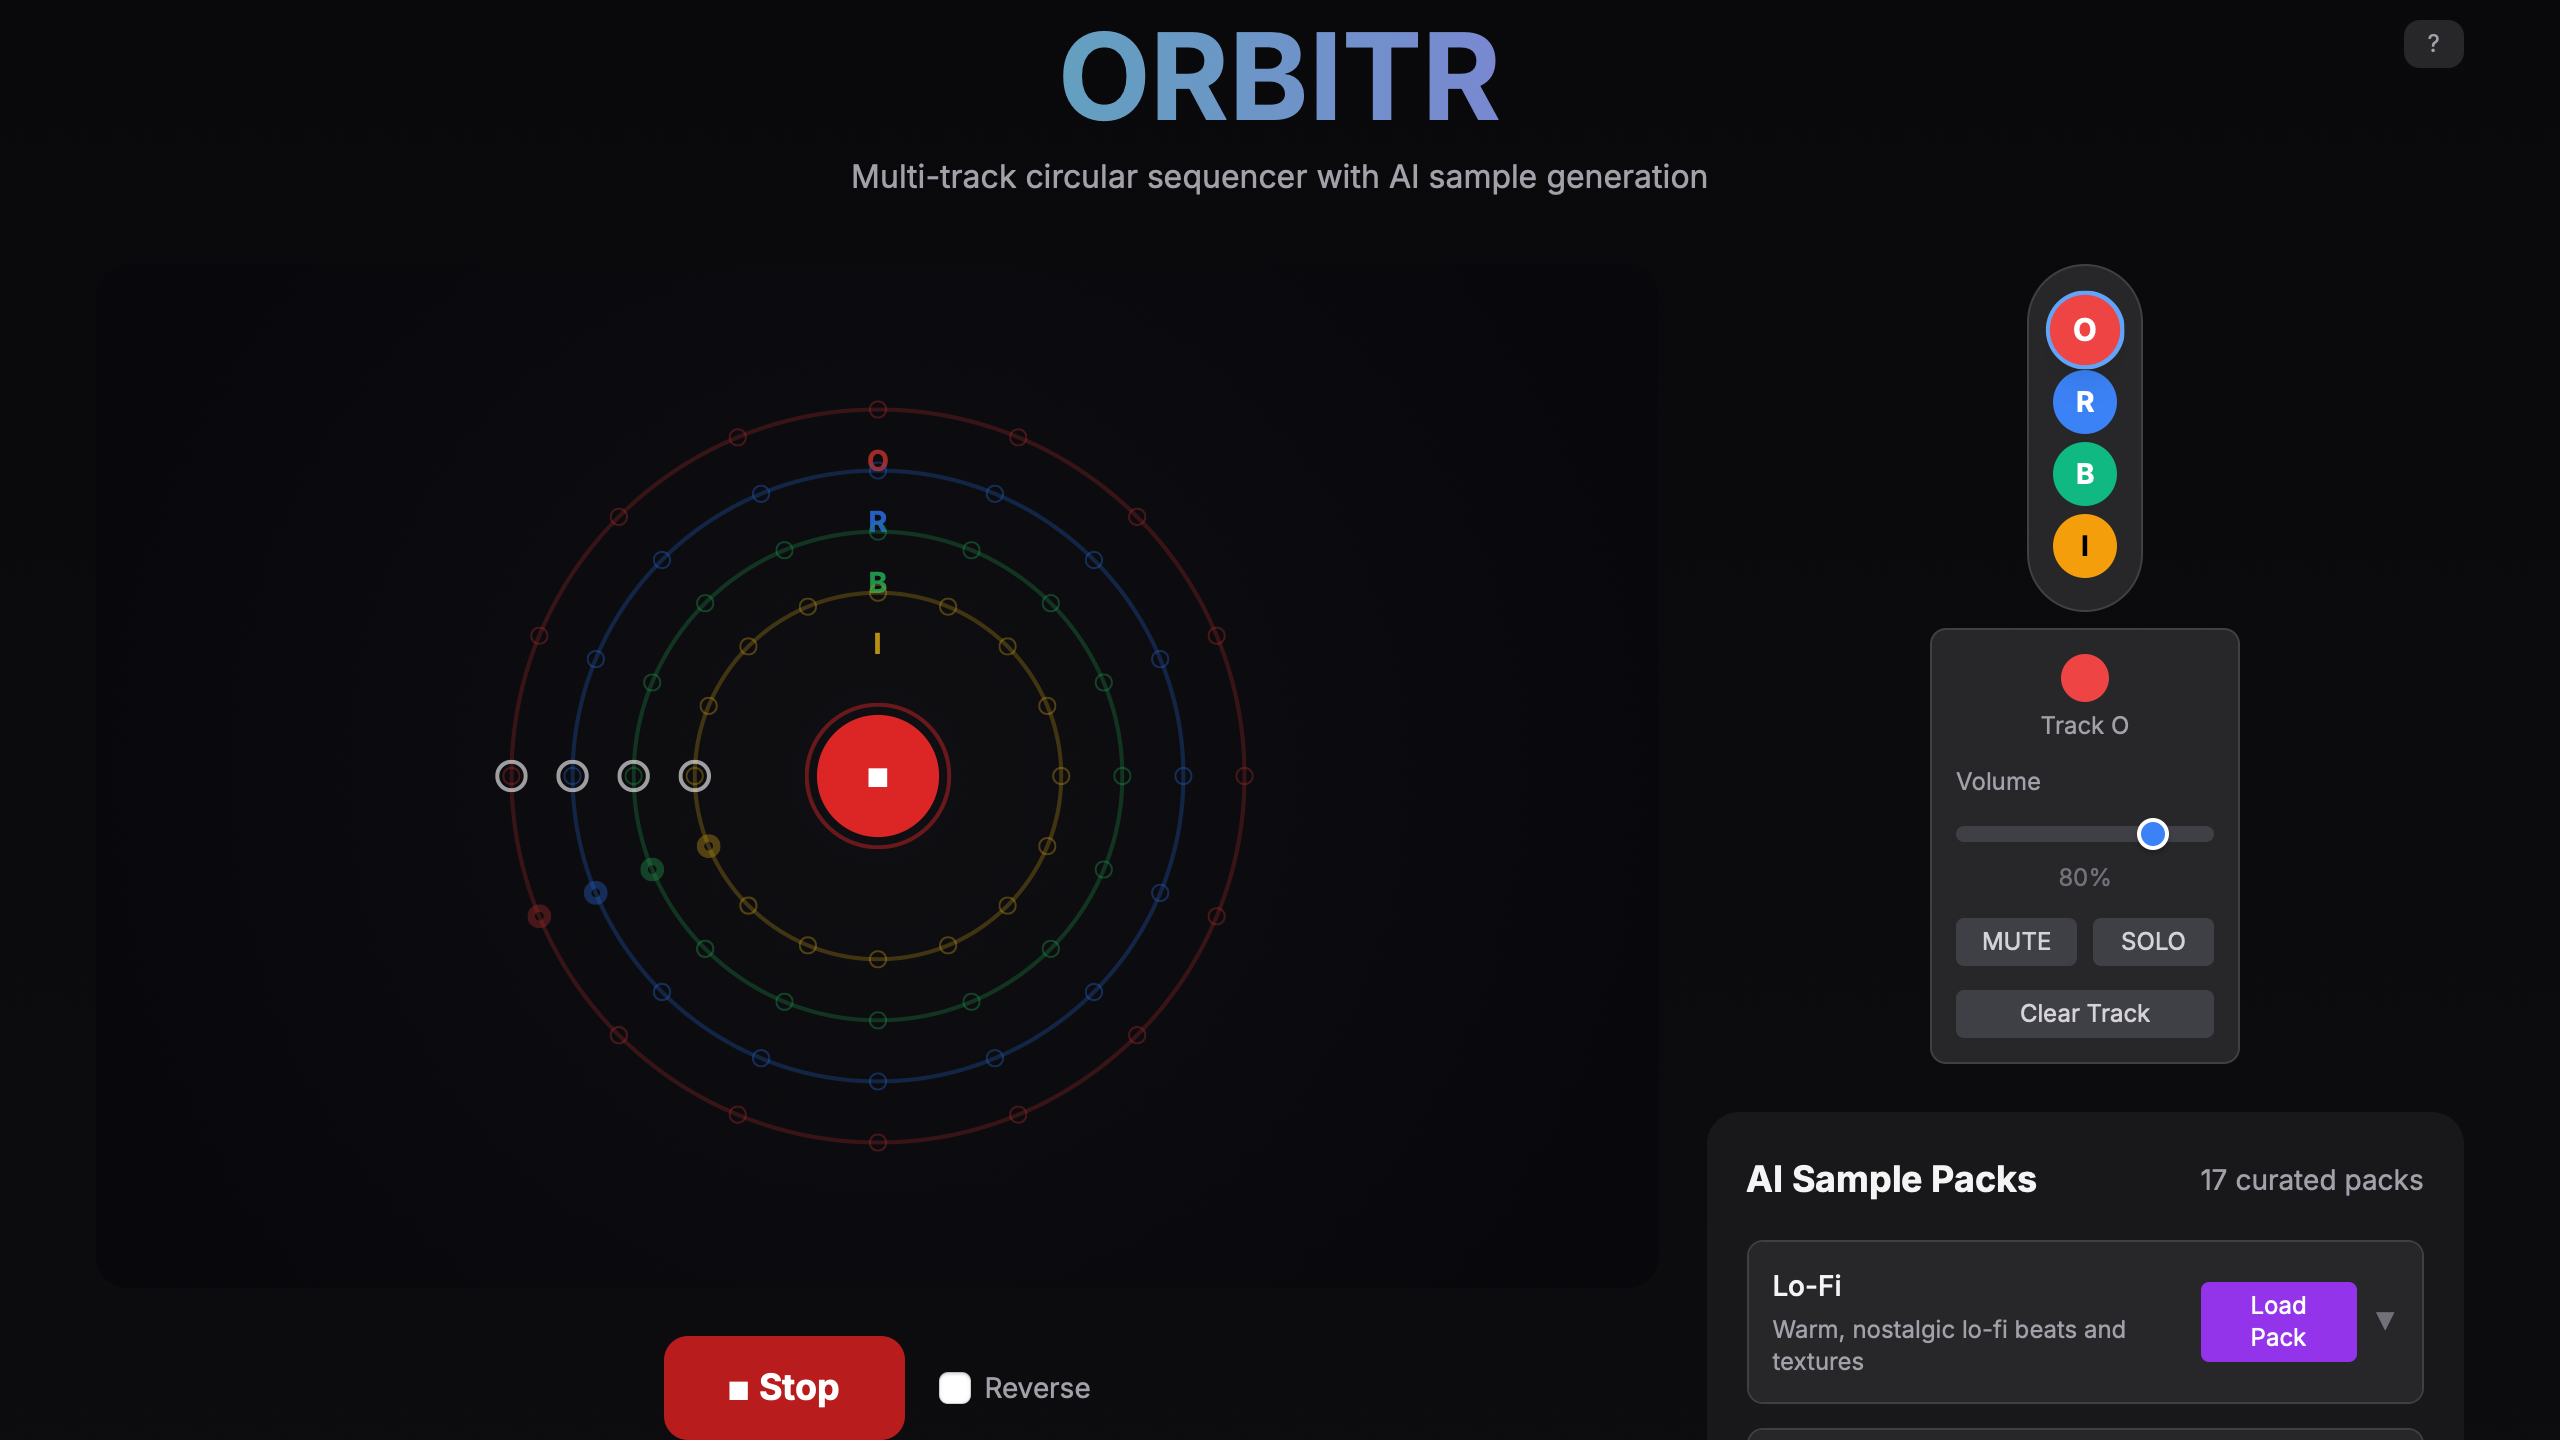 ORBITR
?
Multi-track circular sequencer with AI sample generation
O
R
B
I
O
R
B
I
Track O
Volume
80%
MUTE SOLO
Clear Track
AI Sample Packs 17 curated packs
Lo-Fi
Warm, nostalgic lo-fi beats and
textures
Load
Pack
Stop
Reverse